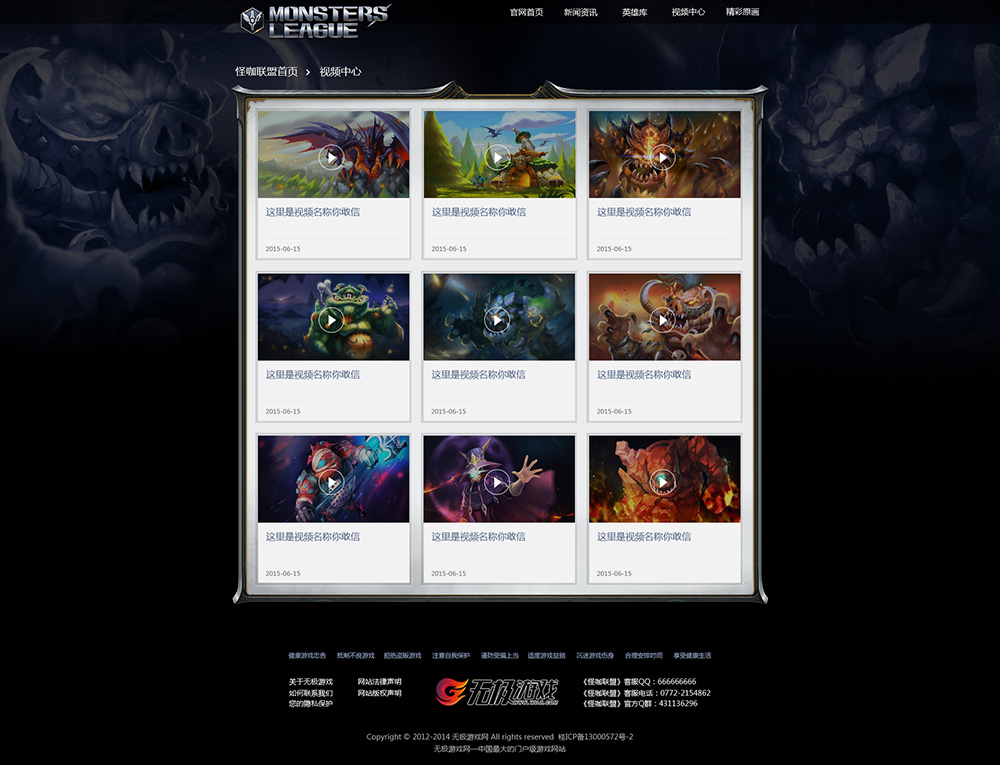 MONSTERS LEAGUE
官网首页 新闻资讯 英雄库 视频中心 精彩原画
怪咖联盟首页 › 视频中心
这里是视频名称你敢信 这里是视频名称你敢信 这里是视频名称你敢信
2015-06-15 2015-06-15 2015-06-15
这里是视频名称你敢信 这里是视频名称你敢信 这里是视频名称你敢信
2015-06-15 2015-06-15 2015-06-15
这里是视频名称你敢信 这里是视频名称你敢信 这里是视频名称你敢信
2015-06-15 2015-06-15 2015-06-15
健康游戏忠告 抵制不良游戏 拒绝盗版游戏 注意自我保护 谨防受骗上当 适度游戏益脑 沉迷游戏伤身 合理安排时间 享受健康生活
关于无极游戏 网站法律声明 无极游戏 《怪咖联盟》客服QQ：666666666
如何联系我们 网站版权声明 《怪咖联盟》客服电话：0772-2154862
您的隐私保护 《怪咖联盟》官方Q群：431136296
Copyright © 2012-2014 无极游戏网 All rights reserved 桂ICP备13000572号-2
无极游戏网—中国最大的门户级游戏网站